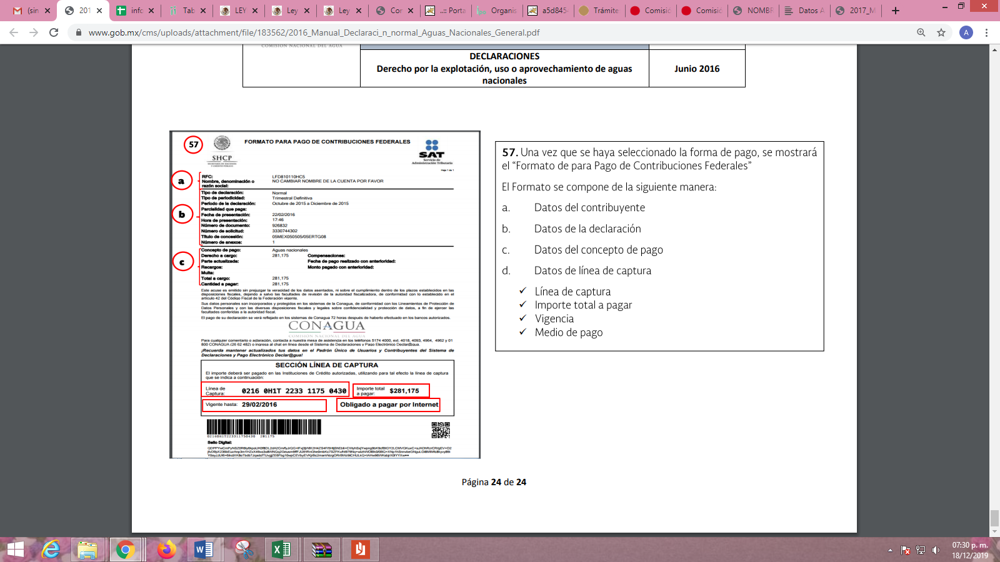 (sin
201
info
Tab
LEY
Ley
Ley
Cor
..:: Porta
Organis
a5d845
Trámite
Comisió
Comisió
NOMBR
Datos A
2017_M
www.gob.mx/cms/uploads/attachment/file/183562/2016_Manual_Declaraci_n_normal_Aguas_Nacionales_General.pdf
A
COMISIÓN NACIONAL DEL AGUA
DECLARACIONES
Derecho por la explotación, uso o aprovechamiento de aguas
nacionales
Junio 2016
57
SHCP
SECRETARÍA DE HACIENDA
Y CRÉDITO PÚBLICO
FORMATO PARA PAGO DE CONTRIBUCIONES FEDERALES
SAT
Servicio de
Administración Tributaria
Hoja 1 de 1
a
RFC: LFD810110HC5
Nombre, denominación o NO CAMBIAR NOMBRE DE LA CUENTA POR FAVOR
razón social:
b
Tipo de declaración: Normal
Tipo de periodicidad: Trimestral Definitiva
Período de la declaración: Octubre de 2015 a Diciembre de 2015
Parcialidad que paga:
Fecha de presentación: 22/02/2016
Hora de presentación: 17:46
Número de documento: 926832
Número de solicitud: 3330744302
Título de concesión: 05MEX050505/05ERTG08
Número de anexos: 1
c
Concepto de pago: Aguas nacionales
Derecho a cargo: 281,175 Compensaciones:
Parte actualizada: Fecha de pago realizado con anterioridad:
Recargos: Monto pagado con anterioridad:
Multa:
Total a cargo: 281,175
Cantidad a pagar: 281,175
Este acuse es emitido sin prejuzgar la veracidad de los datos asentados, ni sobre el cumplimiento dentro de los plazos establecidos en las
disposiciones fiscales, dejando a salvo las facultades de revisión de la autoridad fiscalizadora, de conformidad con lo establecido en el
artículo 42 del Código Fiscal de la Federación vigente.
Sus datos personales son incorporados y protegidos en los sistemas de la Conagua, de conformidad con los Lineamientos de Protección de
Datos Personales y con las diversas disposiciones fiscales y legales sobre confidencialidad y protección de datos, a fin de ejercer las
facultades conferidas a la autoridad fiscal.
El pago de su declaración se verá reflejado en los sistemas de Conagua 72 horas después de haberlo efectuado en los bancos autorizados.
CONAGUA
COMISIÓN NACIONAL DEL AGUA
Para cualquier comentario o aclaración, contacta a nuestra mesa de asistencia en los teléfonos 5174 4000, ext. 4018, 4093, 4964, 4962 y 01
800 CONAGUA (26 62 482) o ingresa al chat en línea desde el Sistema de Declaraciones y Pago Electrónico Declar@gua.
¡Recuerda mantener actualizados tus datos en el Padrón Único de Usuarios y Contribuyentes del Sistema de
Declaraciones y Pago Electrónico Declar@gua!
SECCIÓN LÍNEA DE CAPTURA
El importe deberá ser pagado en las Instituciones de Crédito autorizadas, utilizando para tal efecto la línea de captura
que se indica a continuación:
Línea de Captura: 0216 0H1T 2233 1175 0430 Importe total a pagar: $281,175
Vigente hasta: 29/02/2016 Obligado a pagar por Internet
02160H1T223311750430 281175
Sello Digital:
57. Una vez que se haya seleccionado la forma de pago, se mostrará
el “Formato de para Pago de Contribuciones Federales”
El Formato se compone de la siguiente manera:
a. Datos del contribuyente
b. Datos de la declaración
c. Datos del concepto de pago
d. Datos de línea de captura
✓ Línea de captura
✓ Importe total a pagar
✓ Vigencia
✓ Medio de pago
Página 24 de 24
07:30 p. m.
18/12/2019